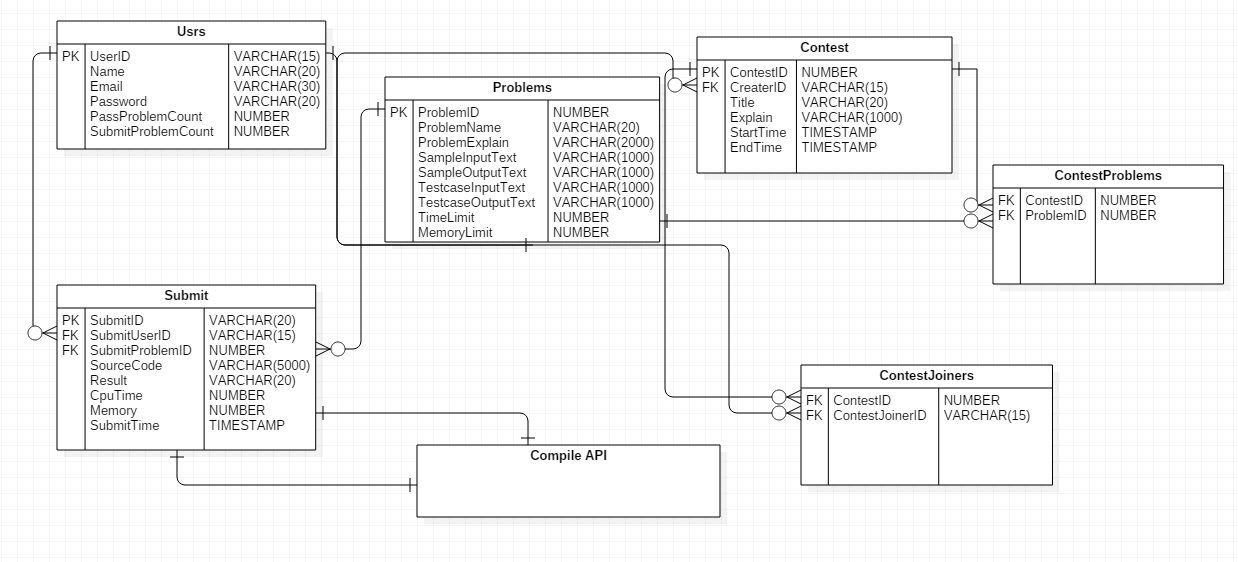 Usrs
PK UserID VARCHAR(15)
Name VARCHAR(20)
Email VARCHAR(30)
Password VARCHAR(20)
PassProblemCount NUMBER
SubmitProblemCount NUMBER
Contest
PK ContestID NUMBER
FK CreaterID VARCHAR(15)
Title VARCHAR(20)
Explain VARCHAR(1000)
StartTime TIMESTAMP
EndTime TIMESTAMP
Problems
PK ProblemID NUMBER
ProblemName VARCHAR(20)
ProblemExplain VARCHAR(2000)
SampleInputText VARCHAR(1000)
SampleOutputText VARCHAR(1000)
TestcaseInputText VARCHAR(1000)
TestcaseOutputText VARCHAR(1000)
TimeLimit NUMBER
MemoryLimit NUMBER
ContestProblems
FK ContestID NUMBER
FK ProblemID NUMBER
Submit
PK SubmitID VARCHAR(20)
FK SubmitUserID VARCHAR(15)
FK SubmitProblemID NUMBER
SourceCode VARCHAR(5000)
Result VARCHAR(20)
CpuTime NUMBER
Memory NUMBER
SubmitTime TIMESTAMP
ContestJoiners
FK ContestID NUMBER
FK ContestJoinerID VARCHAR(15)
Compile API